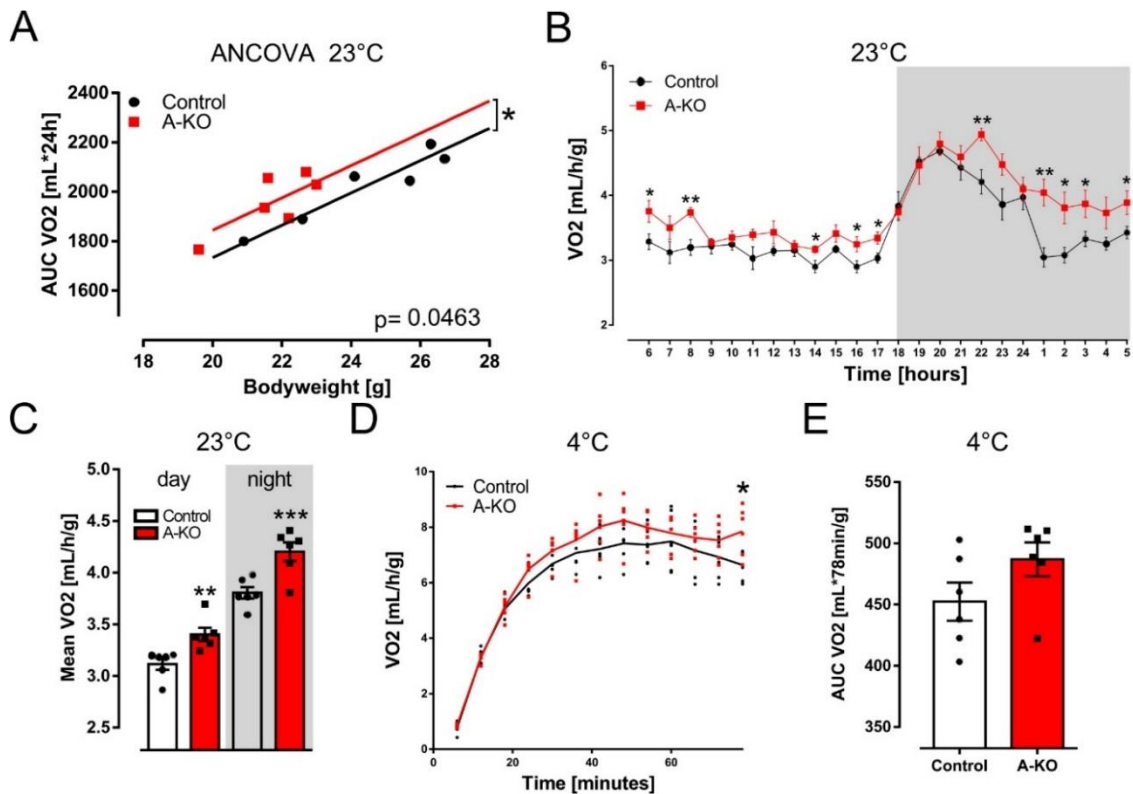 A
ANCOVA 23°C
Control
A-KO
AUC VO2 [mL*24h]
2400
2200
2000
1800
1600
*
p= 0.0463
18 20 22 24 26 28
Bodyweight [g]
B
23°C
Control
A-KO
VO2 [mL/h/g]
6
5
4
3
2
* ** * * * ** ** * * *
6 7 8 9 10 11 12 13 14 15 16 17 18 19 20 21 22 23 24 1 2 3 4 5
Time [hours]
C
23°C
day night
Control
A-KO
Mean VO2 [mL/h/g]
5.0
4.5
4.0
3.5
3.0
2.5
** ***
D
4°C
Control
A-KO
VO2 [mL/h/g]
10
8
6
4
2
0
*
0 20 40 60
Time [minutes]
E
4°C
AUC VO2 [mL*78min/g]
550
500
450
400
350
Control A-KO